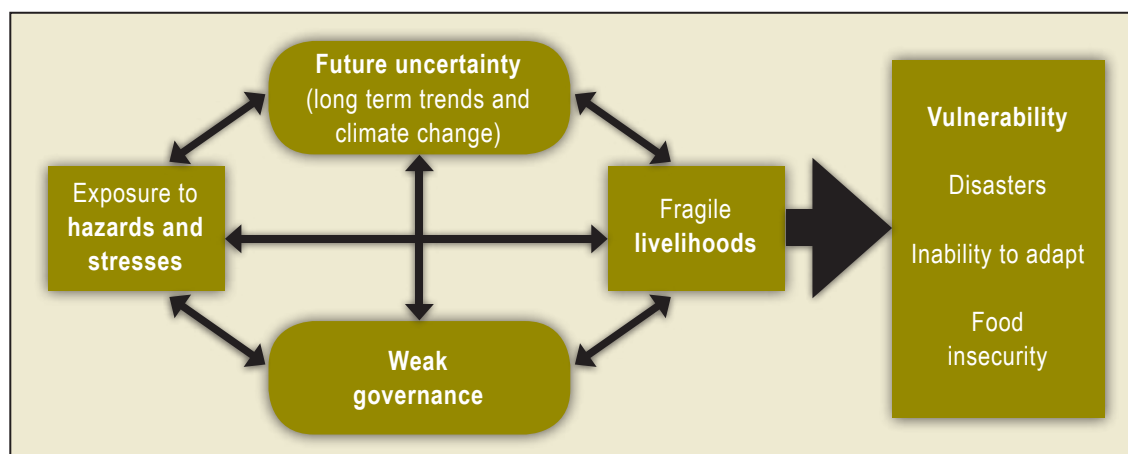 Future uncertainty
(long term trends and
climate change)
Exposure to
hazards and
stresses
Fragile
livelihoods
Weak
governance
Vulnerability
Disasters
Inability to adapt
Food
insecurity